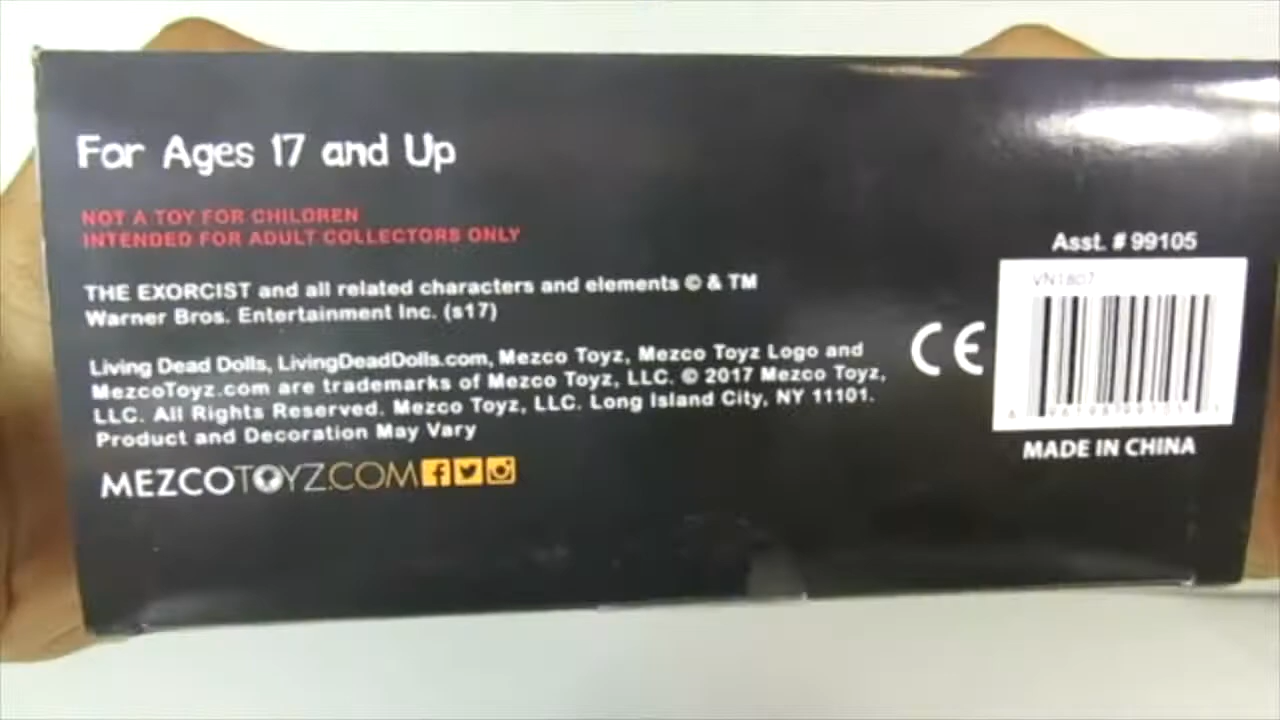 For Ages 17 and Up
NOT A TOY FOR CHILDREN
INTENDED FOR ADULT COLLECTORS ONLY
THE EXORCIST and all related characters and elements © & TM
Warner Bros. Entertainment Inc. (s17)
Living Dead Dolls, LivingDeadDolls.com, Mezco Toyz, Mezco Toyz Logo and
MezcoToyz.com are trademarks of Mezco Toyz, LLC. © 2017 Mezco Toyz,
LLC. All Rights Reserved. Mezco Toyz, LLC. Long Island City, NY 11101.
Product and Decoration May Vary
MEZCOTOYZ.COM
CE
Asst. # 99105
VN1807
MADE IN CHINA